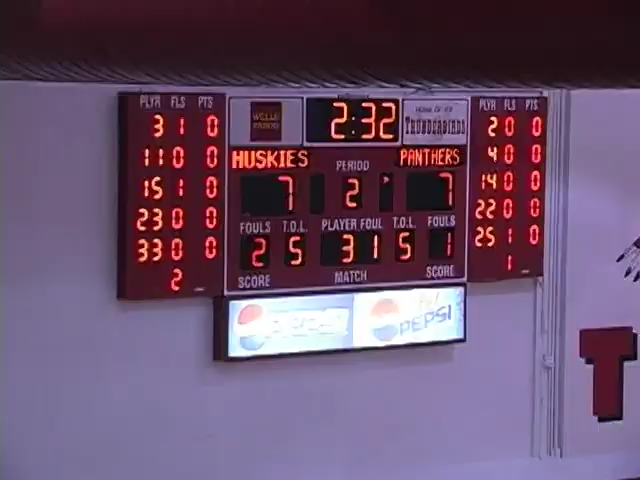 PLYR FLS PTS
3 1 0
11 0 0
15 1 0
23 0 0
33 0 0
2
WELLS FARGO
2:32
HOME OF THE
THUNDERBIRDS
HUSKIES PERIOD PANTHERS
7 2 7
FOULS T.O.L. PLAYER FOUL T.O.L. FOULS
2 5 3 1 5 1
SCORE MATCH SCORE
PLYR FLS PTS
2 0 0
4 0 0
14 0 0
22 0 0
25 1 0
1
PEPSI
T